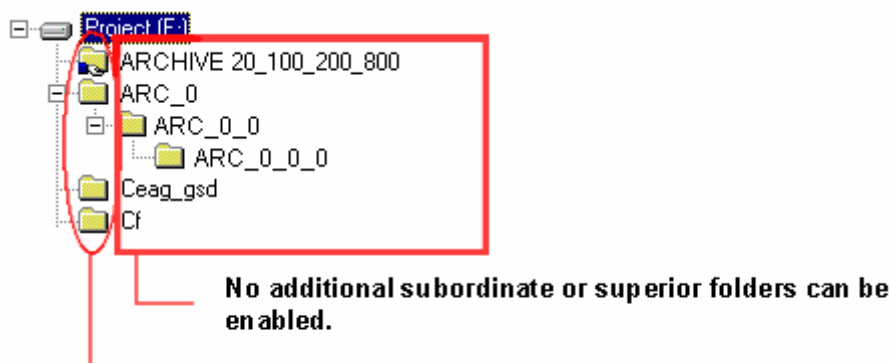 Project (E:)
ARCHIVE 20_100_200_800
ARC_0
ARC_0_0
ARC_0_0_0
Ceag_gsd
Cf
No additional subordinate or superior folders can be
enabled.